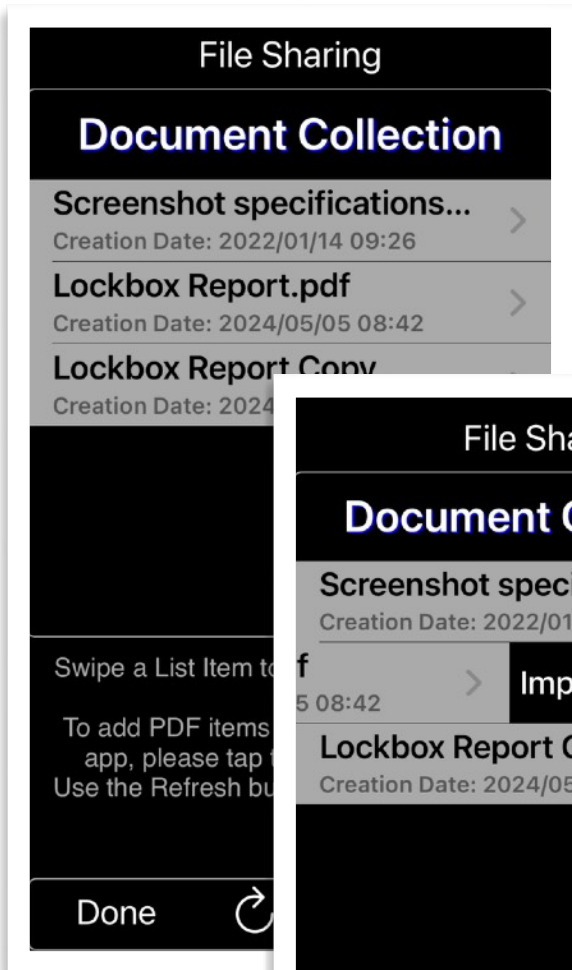 File Sharing
Document Collection
Screenshot specifications...
Creation Date: 2022/01/14 09:26
Lockbox Report.pdf
Creation Date: 2024/05/05 08:42
Lockbox Report Copy
Creation Date: 2024
Swipe a List Item to
To add PDF items
app, please tap
Use the Refresh bu
Done
File Sha
Document
Screenshot speci
Creation Date: 2022/01
f
5 08:42
Imp
Lockbox Report
Creation Date: 2024/05